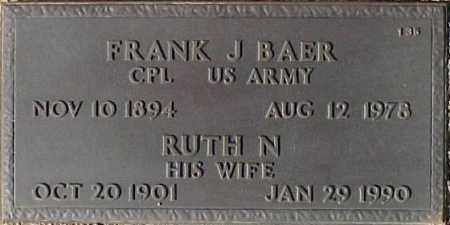 135
FRANK J BAER
CPL US ARMY
NOV 10 1894 AUG 12 1978
RUTH N
HIS WIFE
OCT 20 1901 JAN 29 1990